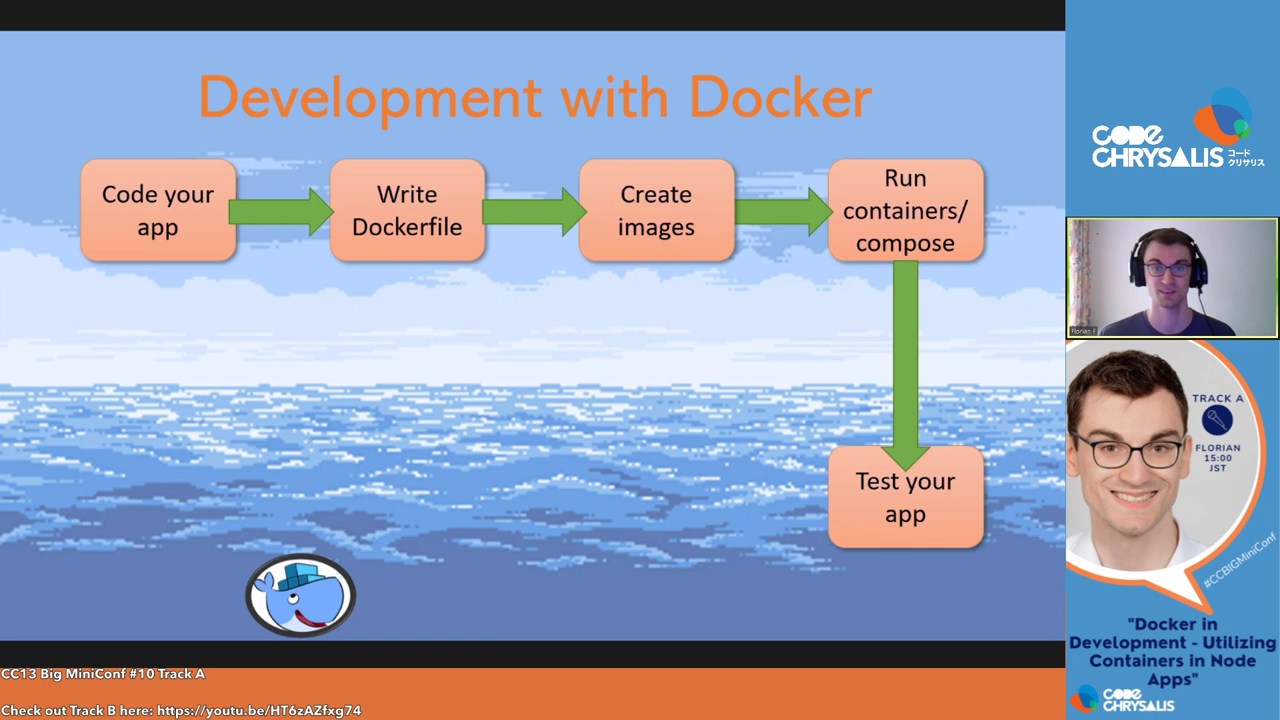 Development with Docker
Code your
app
Write
Dockerfile
Create
images
Run
containers/
compose
Test your
app
CODE
CHRYSALIS
コード
クリサリス
Florian F
TRACK A
FLORIAN
15:00
JST
#CCBIGMiniConf
"Docker in
Development - Utilizing
Containers in Node
Apps"
CODE
CHRYSALIS
CC13 Big MiniConf #10 Track A
Check out Track B here: https://youtu.be/HT6zAZfxg74